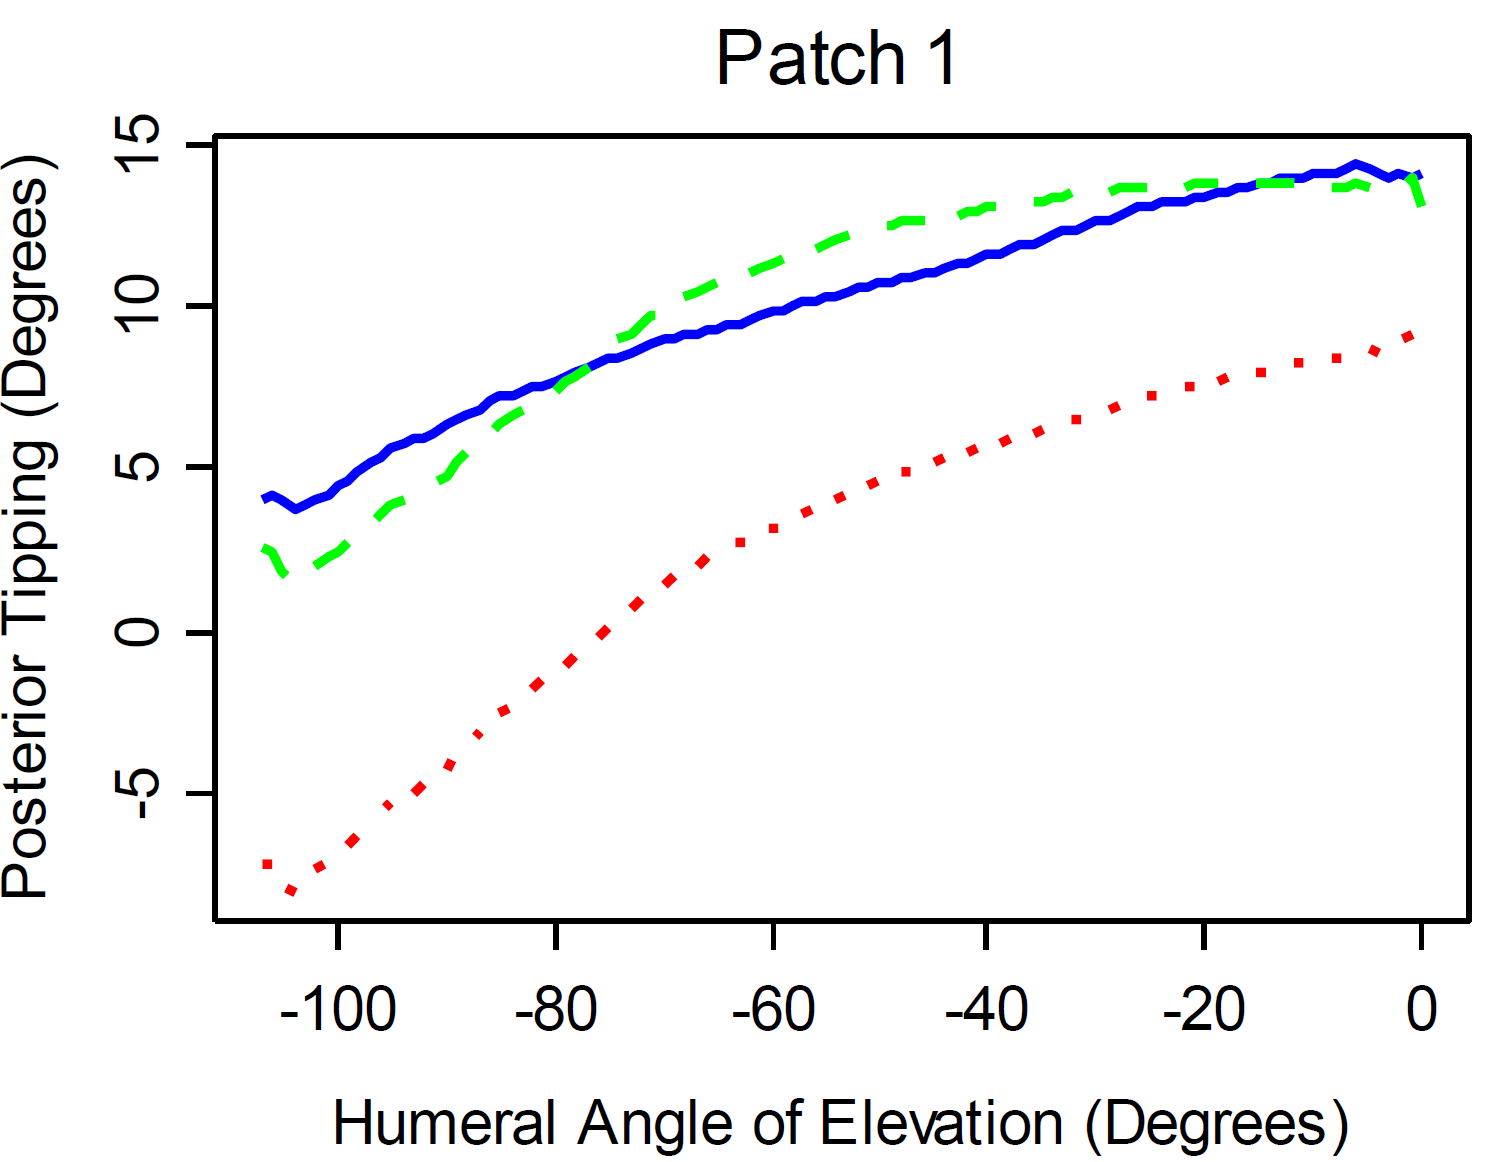 Patch 1
Posterior Tipping (Degrees)
15
10
5
0
-5
-100 -80 -60 -40 -20 0
Humeral Angle of Elevation (Degrees)